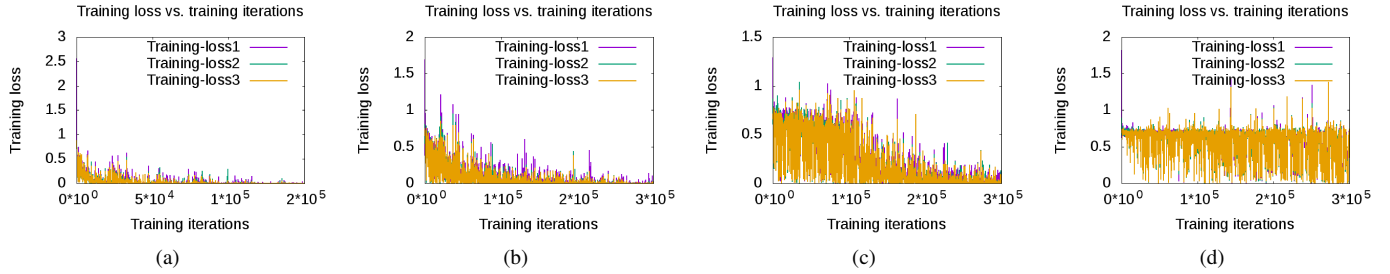 Training loss vs. training iterations
Training loss
3
2.5
2
1.5
1
0.5
0
Training-loss1
Training-loss2
Training-loss3
0*10^0
5*10^4
1*10^5
2*10^5
Training iterations
(a)
Training loss vs. training iterations
Training loss
2
1.5
1
0.5
0
Training-loss1
Training-loss2
Training-loss3
0*10^0
1*10^5
2*10^5
3*10^5
Training iterations
(b)
Training loss vs. training iterations
Training loss
1.5
1
0.5
0
Training-loss1
Training-loss2
Training-loss3
0*10^0
1*10^5
2*10^5
3*10^5
Training iterations
(c)
Training loss vs. training iterations
Training loss
2
1.5
1
0.5
0
Training-loss1
Training-loss2
Training-loss3
0*10^0
1*10^5
2*10^5
3*10^5
Training iterations
(d)